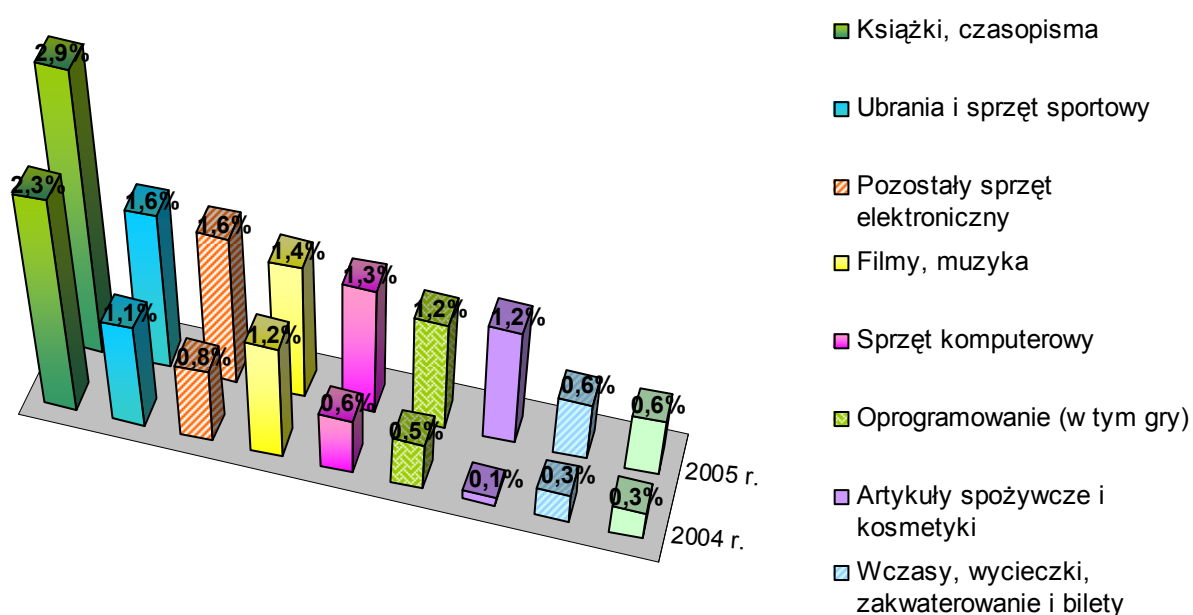 2,9%
2,3%
1,6%
1,6%
1,4%
1,3%
1,2%
1,2%
0,6%
0,6%
1,1%
0,8%
1,2%
0,6%
0,5%
0,1%
0,3%
0,3%
2005 r.
2004 r.
Książki, czasopisma
Ubrania i sprzęt sportowy
Pozostały sprzęt
elektroniczny
Filmy, muzyka
Sprzęt komputerowy
Oprogramowanie (w tym gry)
Artykuły spożywcze i
kosmetyki
Wczasy, wycieczki,
zakwaterowanie i bilety